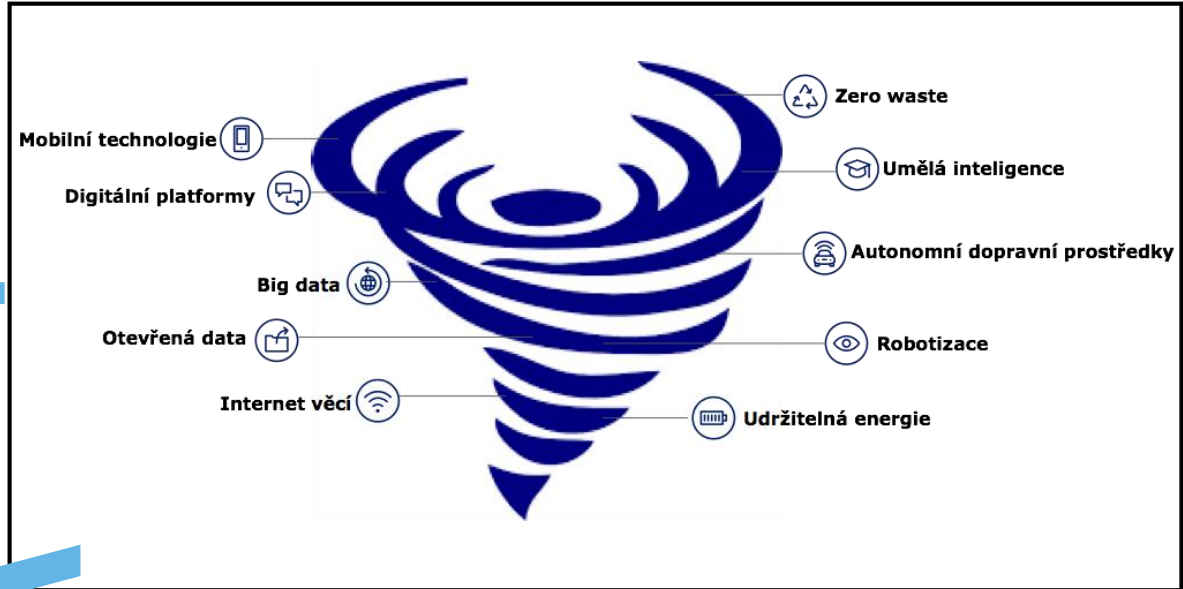 Mobilní technologie
Digitální platformy
Big data
Otevřená data
Internet věcí
Zero waste
Umělá inteligence
Autonomní dopravní prostředky
Robotizace
Udržitelná energie